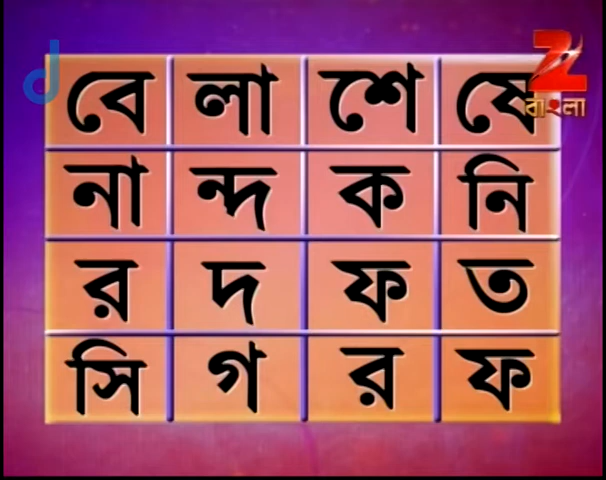 বে লা শে ষে
না ন্দ ক নি
র দ ফ ত
সি গ র ফ
বাংলা